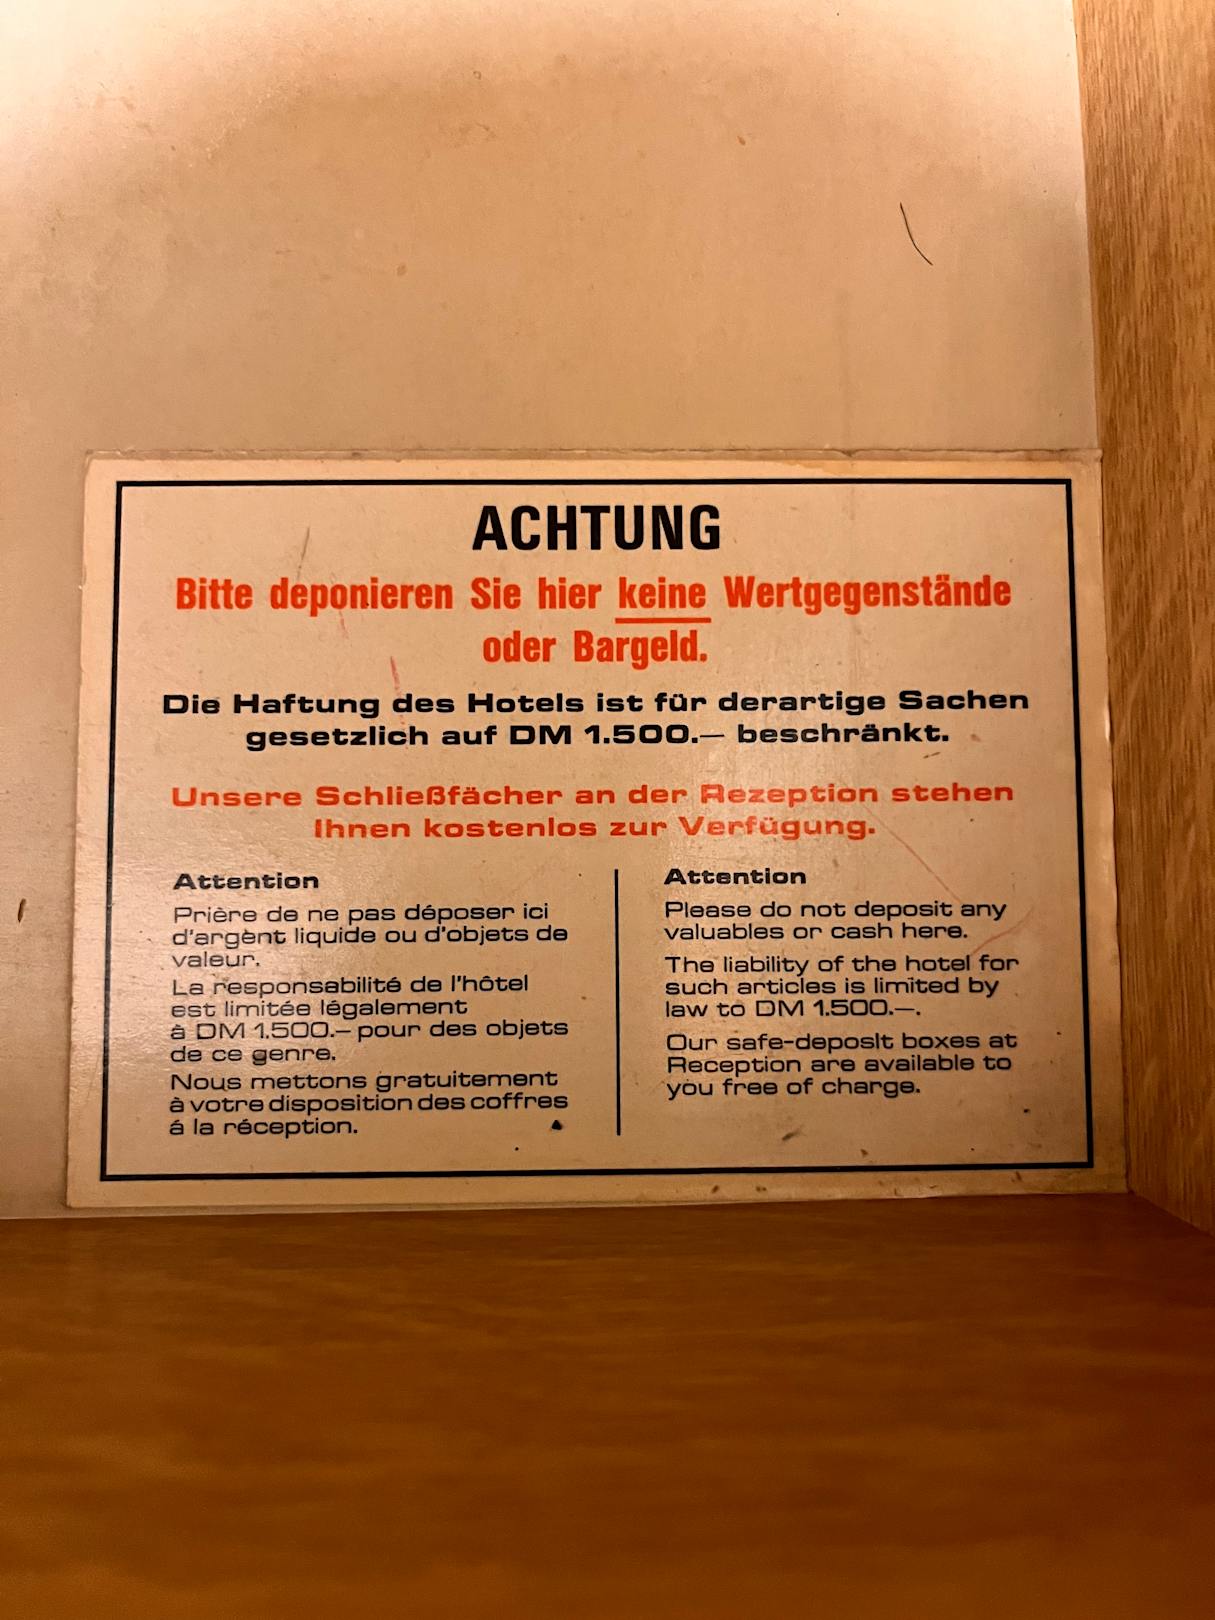 ACHTUNG
Bitte deponieren Sie hier keine Wertgegenstände
oder Bargeld.
Die Haftung des Hotels ist für derartige Sachen
gesetzlich auf DM 1.500.— beschränkt.
Unsere Schließfächer an der Rezeption stehen
Ihnen kostenlos zur Verfügung.
Attention
Prière de ne pas déposer ici
d'argènt liquide ou d'objets de
valeur.
La responsabilité de l'hôtel
est limitée légalement
à DM 1.500.— pour des objets
de ce genre.
Nous mettons gratuitement
à votre disposition des coffres
á la réception.
Attention
Please do not deposit any
valuables or cash here.
The liability of the hotel for
such articles is limited by
law to DM 1.500.—.
Our safe-deposit boxes at
Reception are available to
you free of charge.